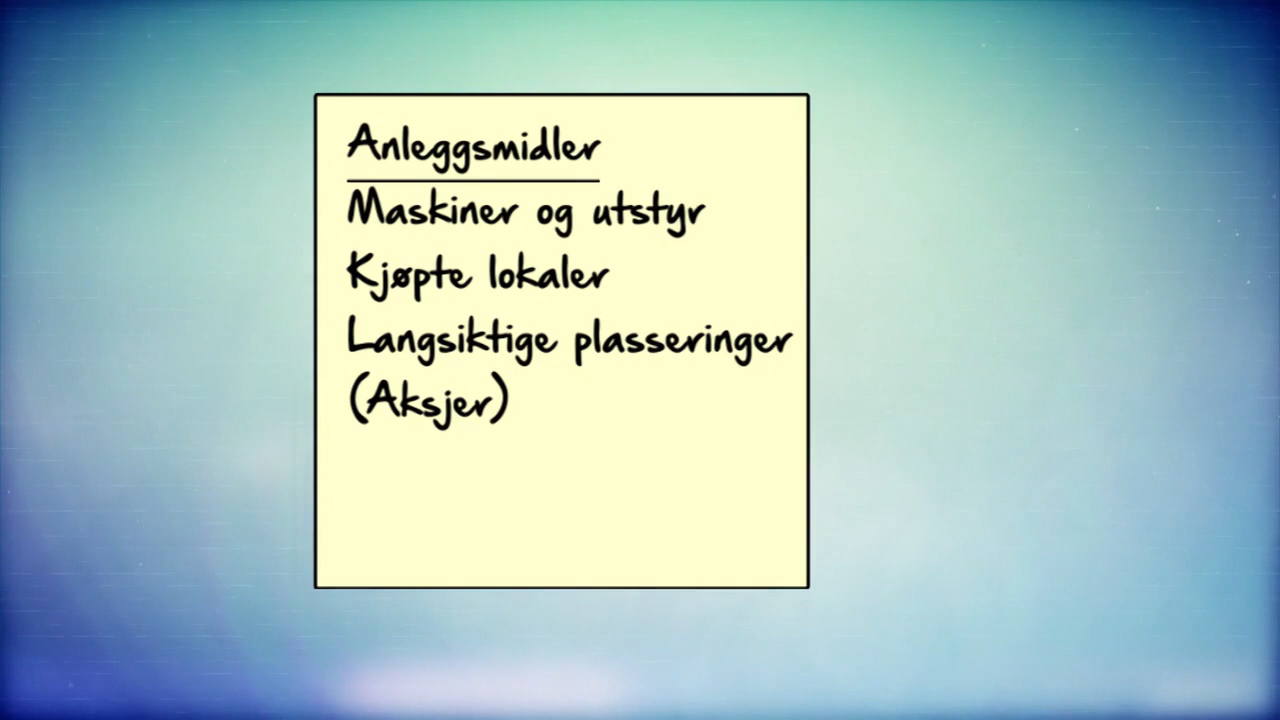 Anleggsmidler
Maskiner og utstyr
Kjøpte lokaler
Langsiktige plasseringer
(Aksjer)